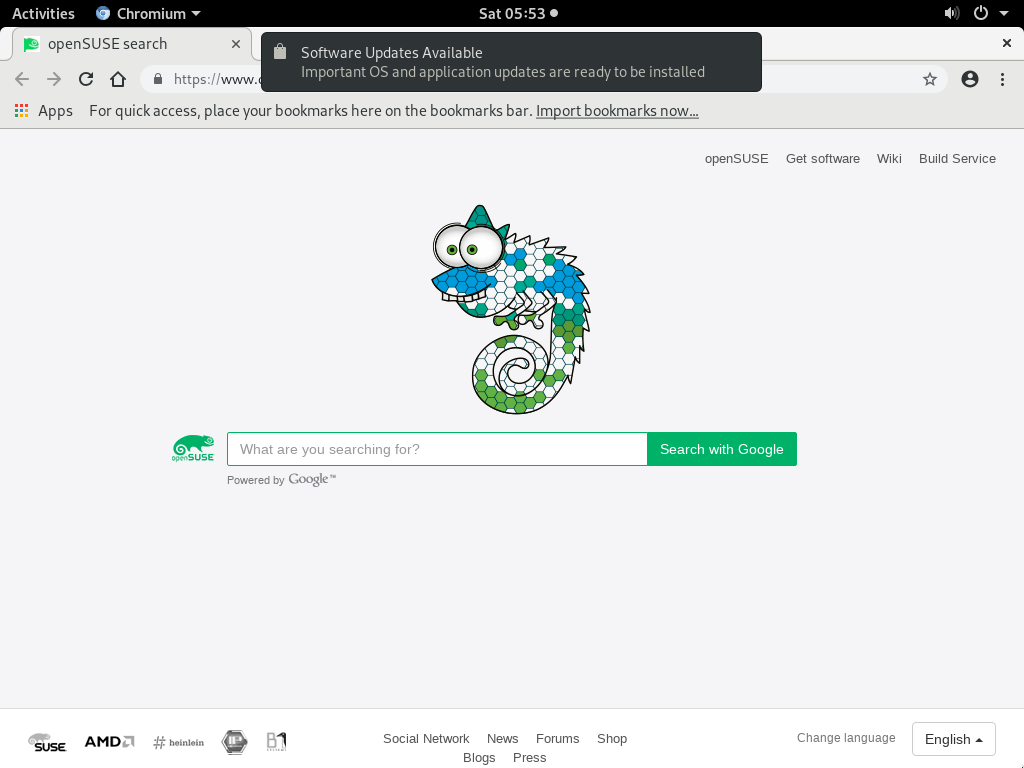 Activities Chromium Sat 05:53
openSUSE search
Software Updates Available
Important OS and application updates are ready to be installed
https://www.
Apps For quick access, place your bookmarks here on the bookmarks bar. Import bookmarks now...
openSUSE Get software Wiki Build Service
openSUSE
What are you searching for? Search with Google
Powered by Google™
SUSE AMD # heinlein B1
Social Network News Forums Shop
Blogs Press
Change language English